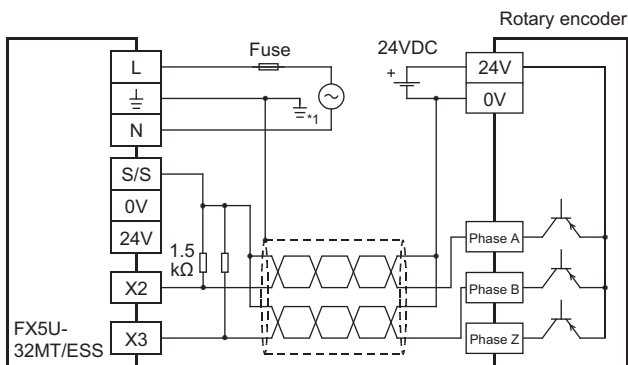 Rotary encoder
Fuse
24VDC
L
24V
+
*1
0V
N
S/S
0V
24V
1.5
kΩ
Phase A
X2
Phase B
X3
Phase Z
FX5U-
32MT/ESS